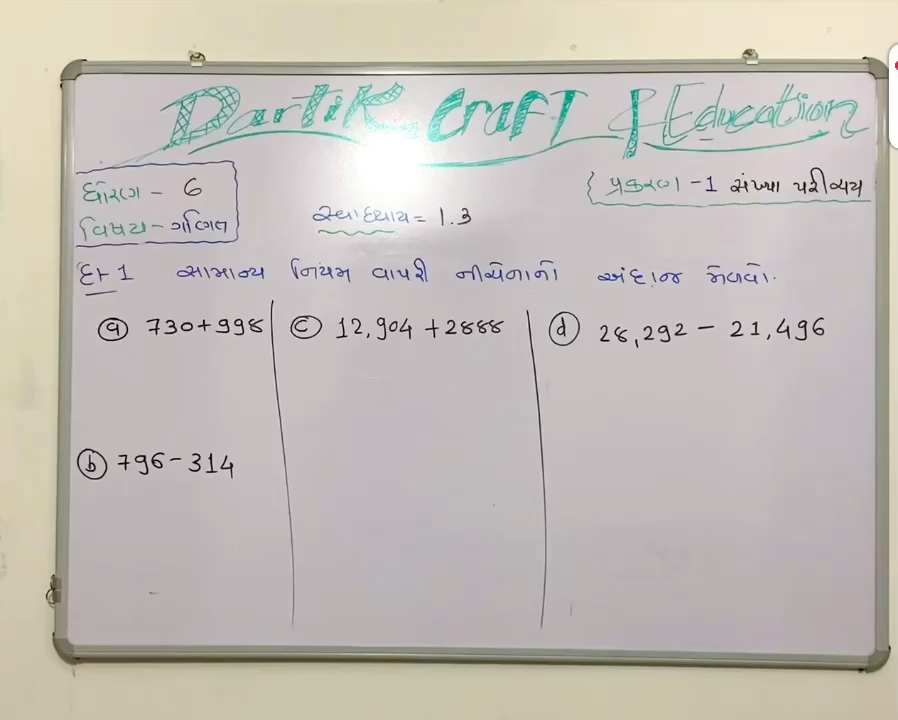 Dartik Craft & Education
ધોરણ - 6
વિષય - ગણિત
પ્રકરણ - 1 સંખ્યા પરીચય
સ્વાધ્યાય = 1.3
દા-1 સામાન્ય નિયમ વાપરી નીચેનાનો અંદાજ મેળવો.
(a) 730+998
(c) 12,904 +2888
(d) 28,292 - 21,496
(b) 796-314